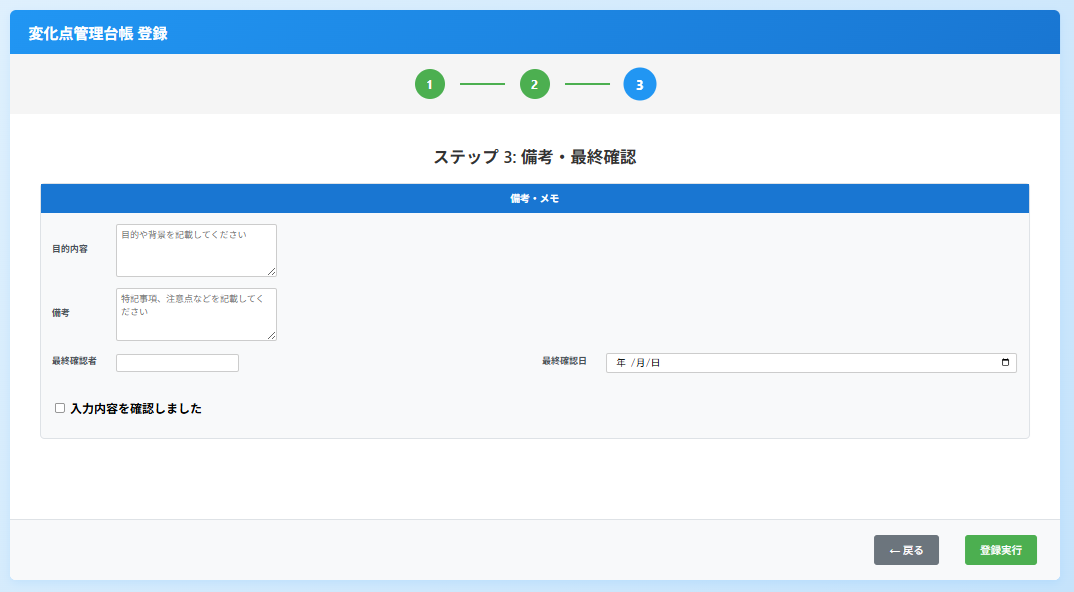 変化点管理台帳 登録
1
2
3
ステップ 3: 備考・最終確認
備考・メモ
目的内容
目的や背景を記載してください
備考
特記事項、注意点などを記載してく
ださい
最終確認者
最終確認日
年 /月/日
入力内容を確認しました
←戻る
登録実行